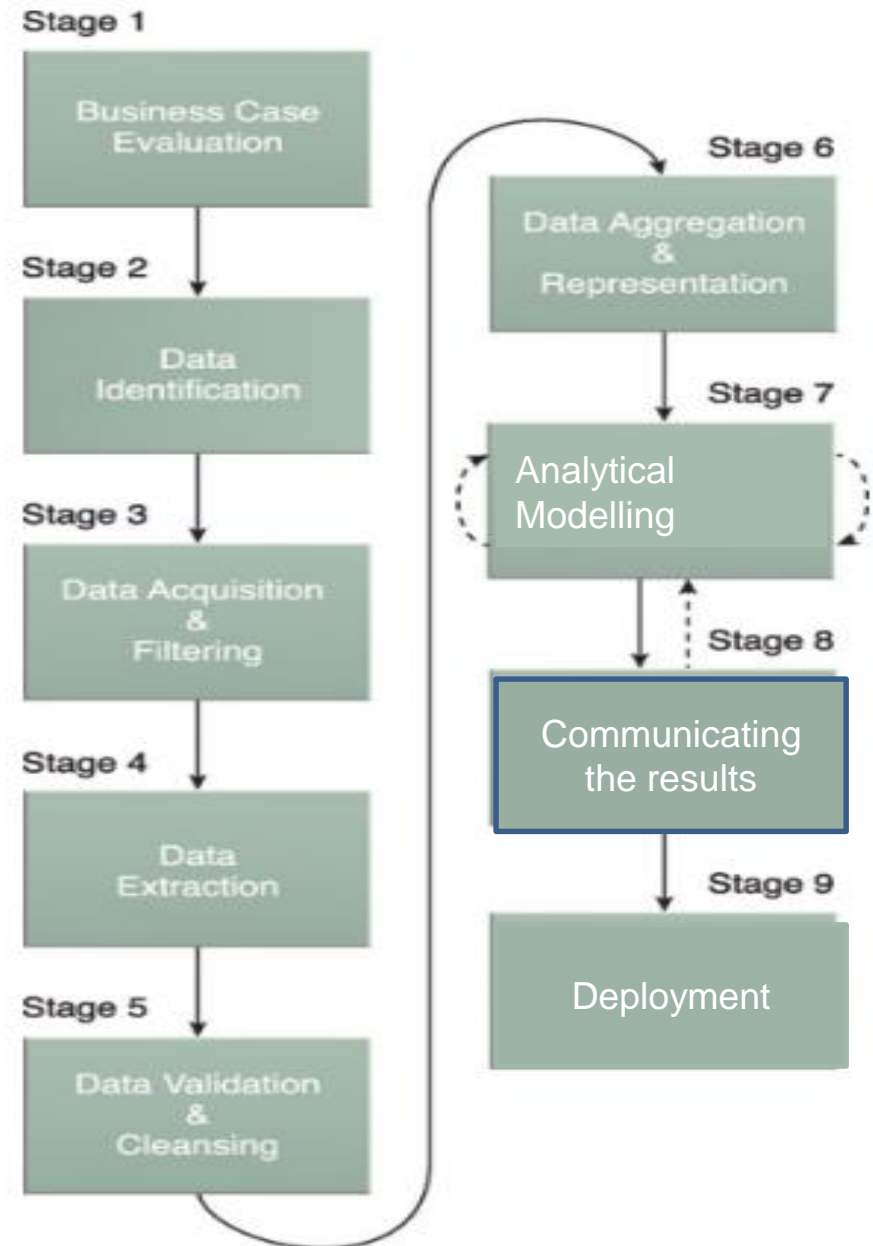 Stage 1
Business Case
Evaluation
Stage 2
Data
Identification
Stage 3
Data Acquisition
&
Filtering
Stage 4
Data
Extraction
Stage 5
Data Validation
&
Cleansing
Stage 6
Data Aggregation
&
Representation
Stage 7
Analytical
Modelling
Stage 8
Communicating
the results
Stage 9
Deployment